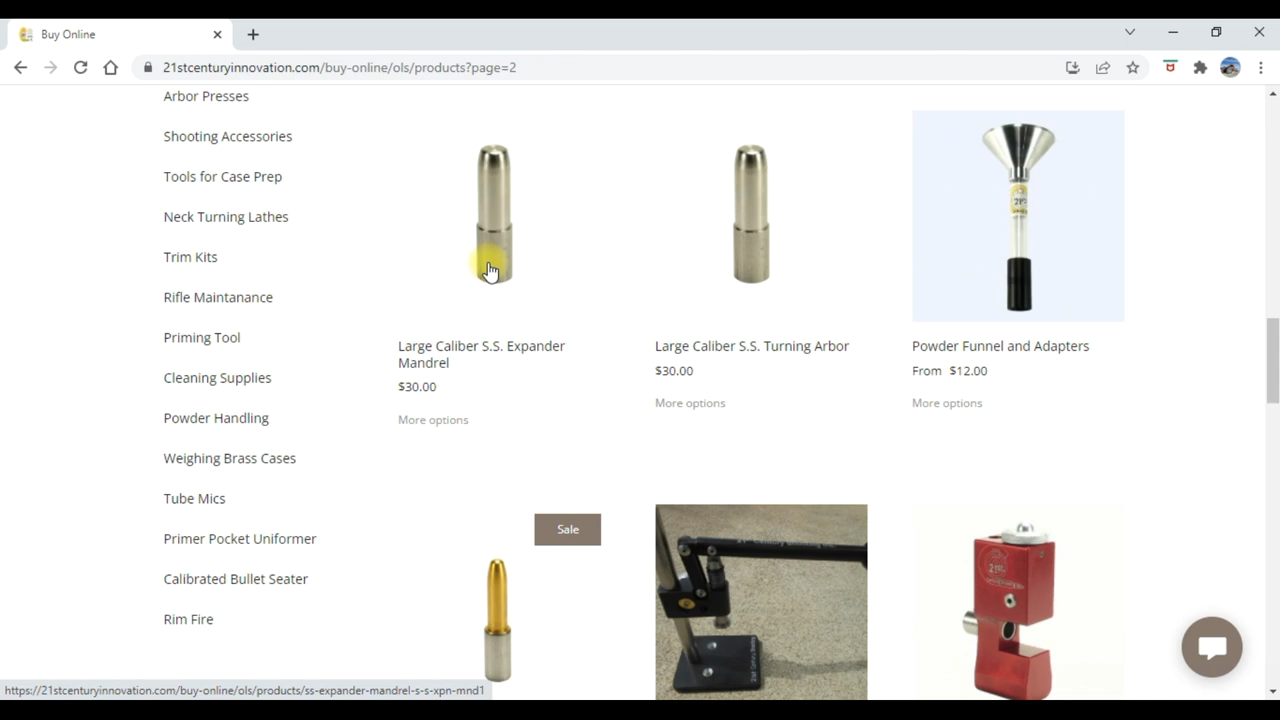 Buy Online
21stcenturyinnovation.com/buy-online/ols/products?page=2
Arbor Presses
Shooting Accessories
Tools for Case Prep
Neck Turning Lathes
Trim Kits
Rifle Maintanance
Priming Tool
Cleaning Supplies
Powder Handling
Weighing Brass Cases
Tube Mics
Primer Pocket Uniformer
Calibrated Bullet Seater
Rim Fire
Large Caliber S.S. Expander
Mandrel
$30.00
More options
Large Caliber S.S. Turning Arbor
$30.00
More options
Powder Funnel and Adapters
From $12.00
More options
Sale
https://21stcenturyinnovation.com/buy-online/ols/products/ss-expander-mandrel-s-s-xpn-mnd1